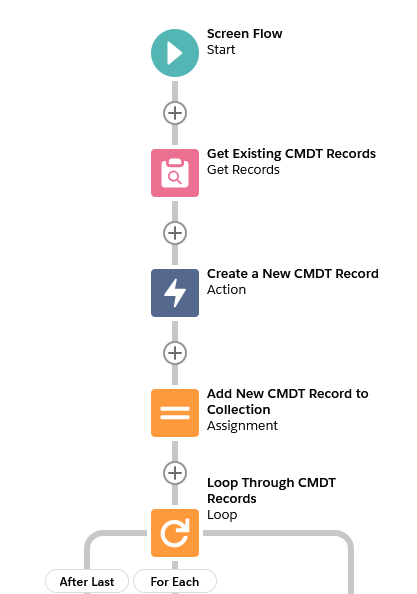 Screen Flow
Start
Get Existing CMDT Records
Get Records
Create a New CMDT Record
Action
Add New CMDT Record to
Collection
Assignment
Loop Through CMDT
Records
Loop
After Last
For Each